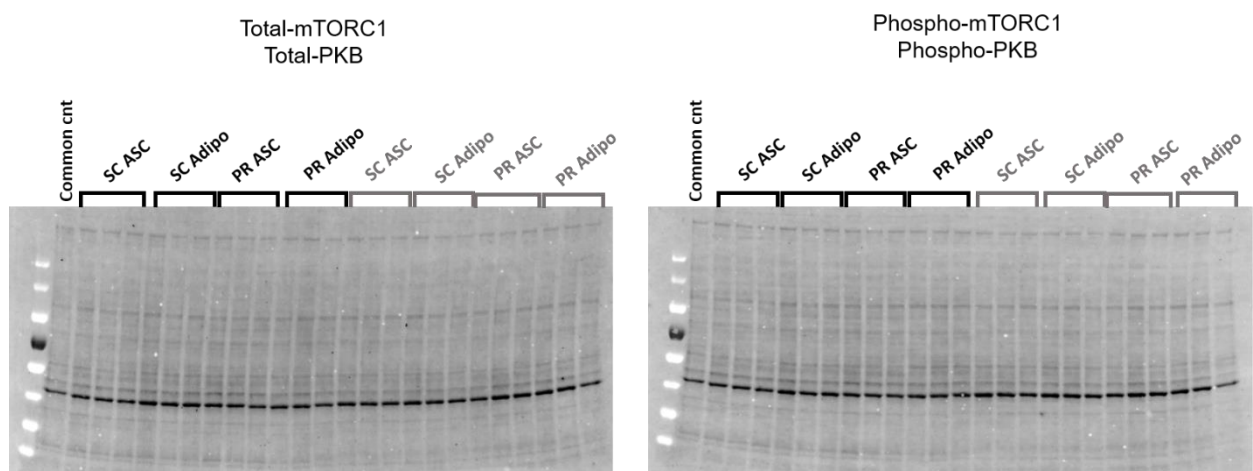 Total-mTORC1
Total-PKB
Common cnt
SC ASC
SC Adipo
PR ASC
PR Adipo
SC ASC
SC Adipo
PR ASC
PR Adipo
Phospho-mTORC1
Phospho-PKB
Common cnt
SC ASC
SC Adipo
PR ASC
PR Adipo
SC ASC
SC Adipo
PR ASC
PR Adipo